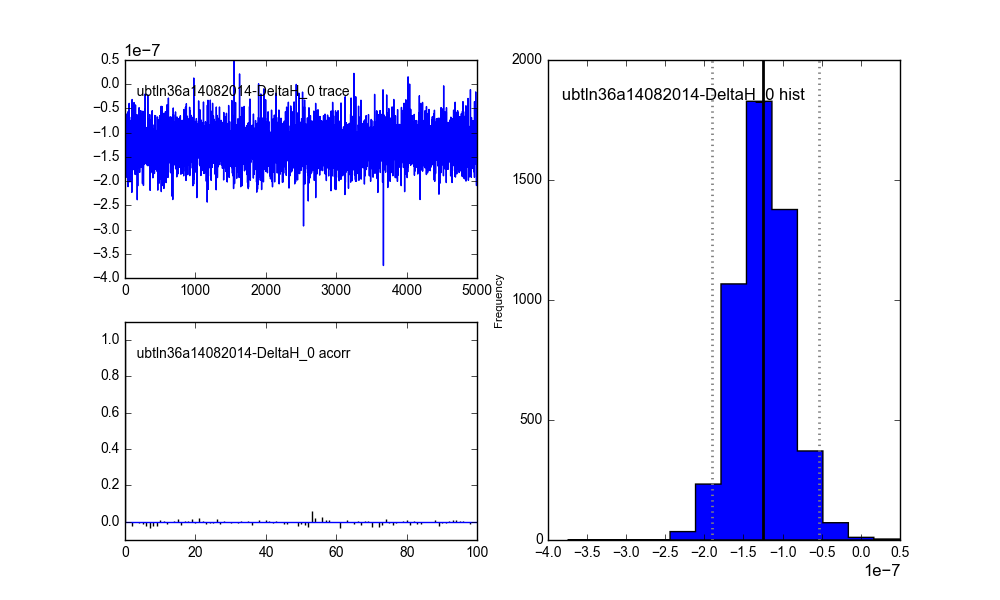 1e−7
0.5
0.0
−0.5
−1.0
−1.5
−2.0
−2.5
−3.0
−3.5
−4.0
ubtln36a14082014-DeltaH_0 trace
0 1000 2000 3000 4000 5000
1.0
0.8
0.6
0.4
0.2
0.0
ubtln36a14082014-DeltaH_0 acorr
0 20 40 60 80 100
Frequency
2000
1500
1000
500
0
ubtln36a14082014-DeltaH_0 hist
−4.0 −3.5 −3.0 −2.5 −2.0 −1.5 −1.0 −0.5 0.0 0.5
1e−7